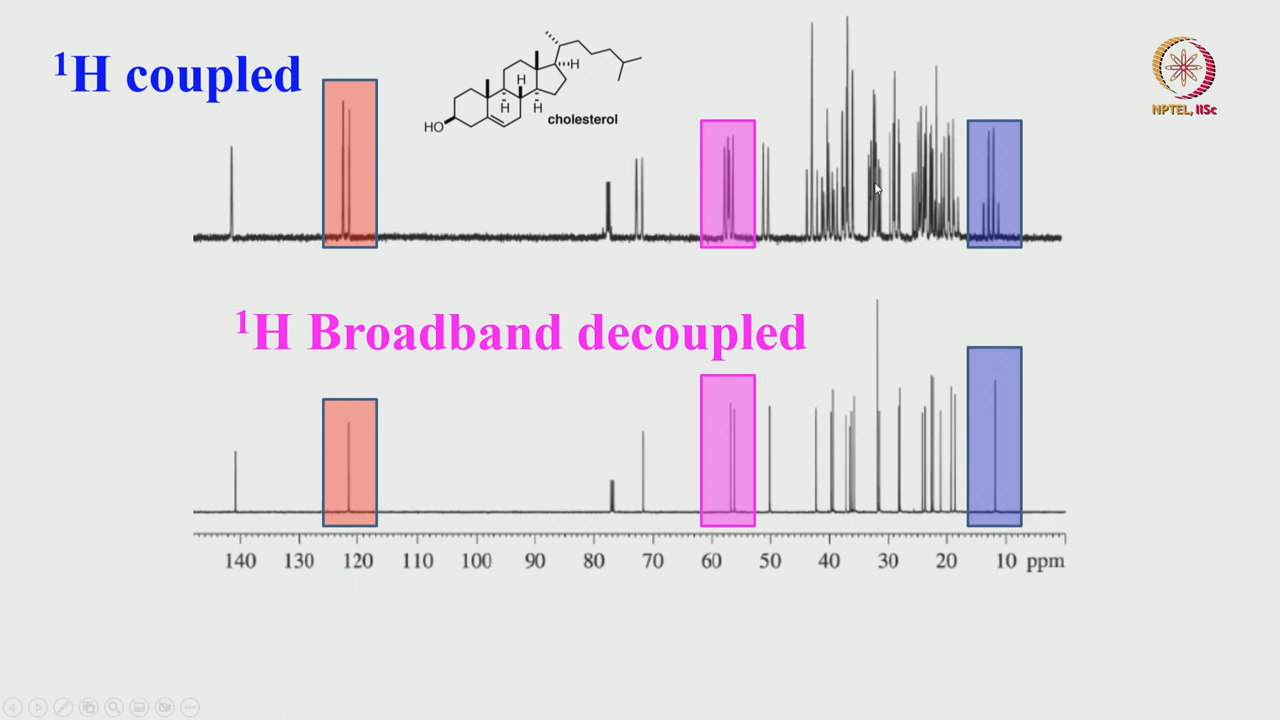 ¹H coupled
H
H
H
H
HO
cholesterol
NPTEL, IISc
¹H Broadband decoupled
140 130 120 110 100 90 80 70 60 50 40 30 20 10 ppm